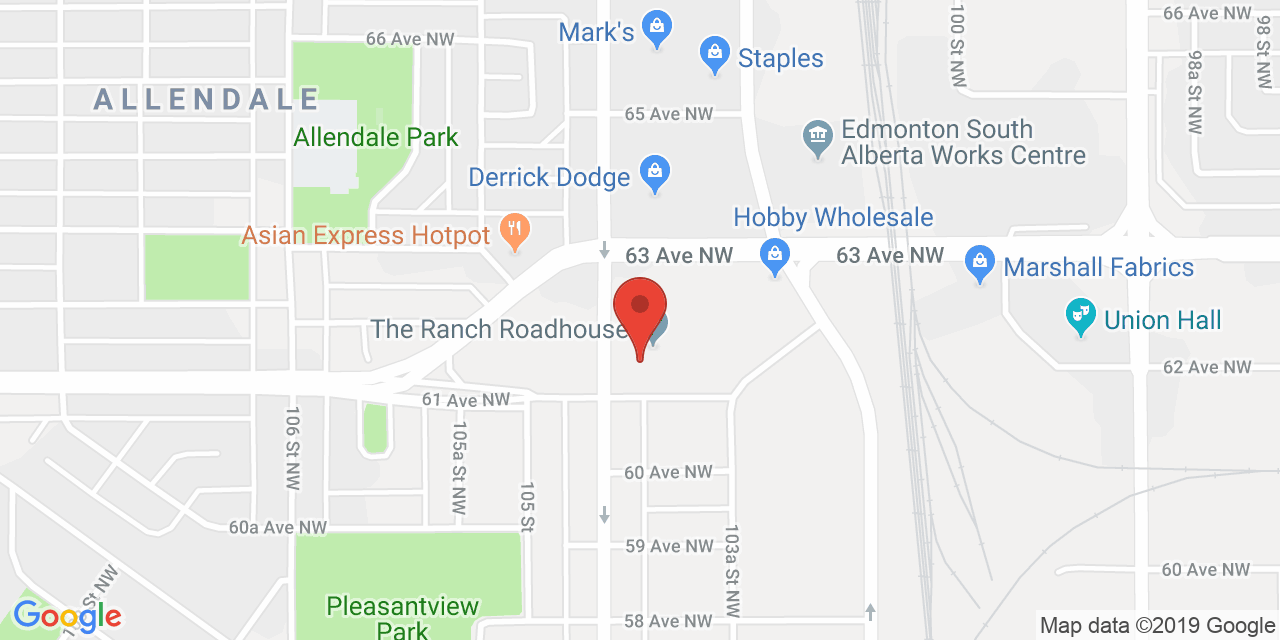 66 Ave NW
Mark's
Staples
100 St NW
66 Ave NW
98 St NW
98a St NW
ALLENDALE
65 Ave NW
Allendale Park
Edmonton South
Alberta Works Centre
Derrick Dodge
Hobby Wholesale
Asian Express Hotpot
63 Ave NW
63 Ave NW
Marshall Fabrics
The Ranch Roadhouse
Union Hall
62 Ave NW
61 Ave NW
106 St NW
105a St NW
60 Ave NW
105 St
60a Ave NW
59 Ave NW
103a St NW
60 Ave NW
St NW
Pleasantview
Park
58 Ave NW
Google
Map data ©2019 Google